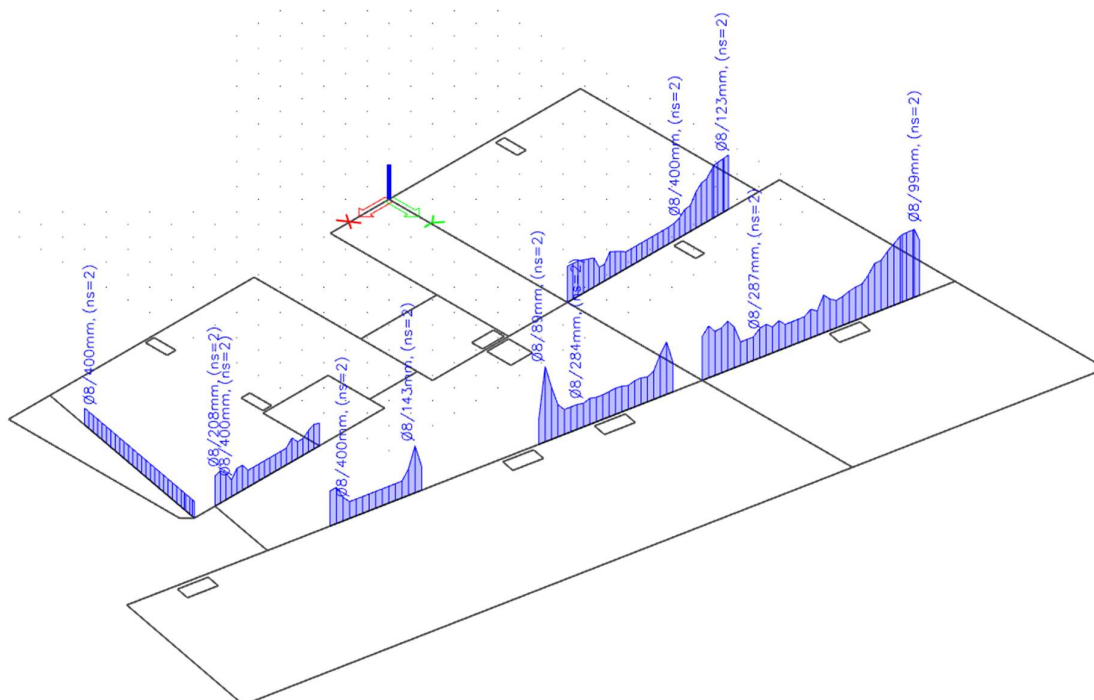 Ø8/400mm, (ns=2)
Ø8/208mm, (ns=2)
Ø8/400mm, (ns=2)
Ø8/400mm, (ns=2)
Ø8/143mm, (ns=2)
Ø8/89mm, (ns=2)
Ø8/284mm, (ns=2)
Ø8/400mm, (ns=2)
Ø8/123mm, (ns=2)
Ø8/287mm, (ns=2)
Ø8/99mm, (ns=2)
X
Y